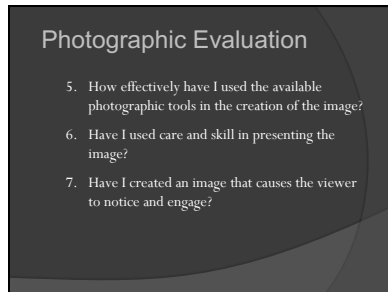 Photographic Evaluation
5. How effectively have I used the available
photographic tools in the creation of the image?
6. Have I used care and skill in presenting the
image?
7. Have I created an image that causes the viewer
to notice and engage?